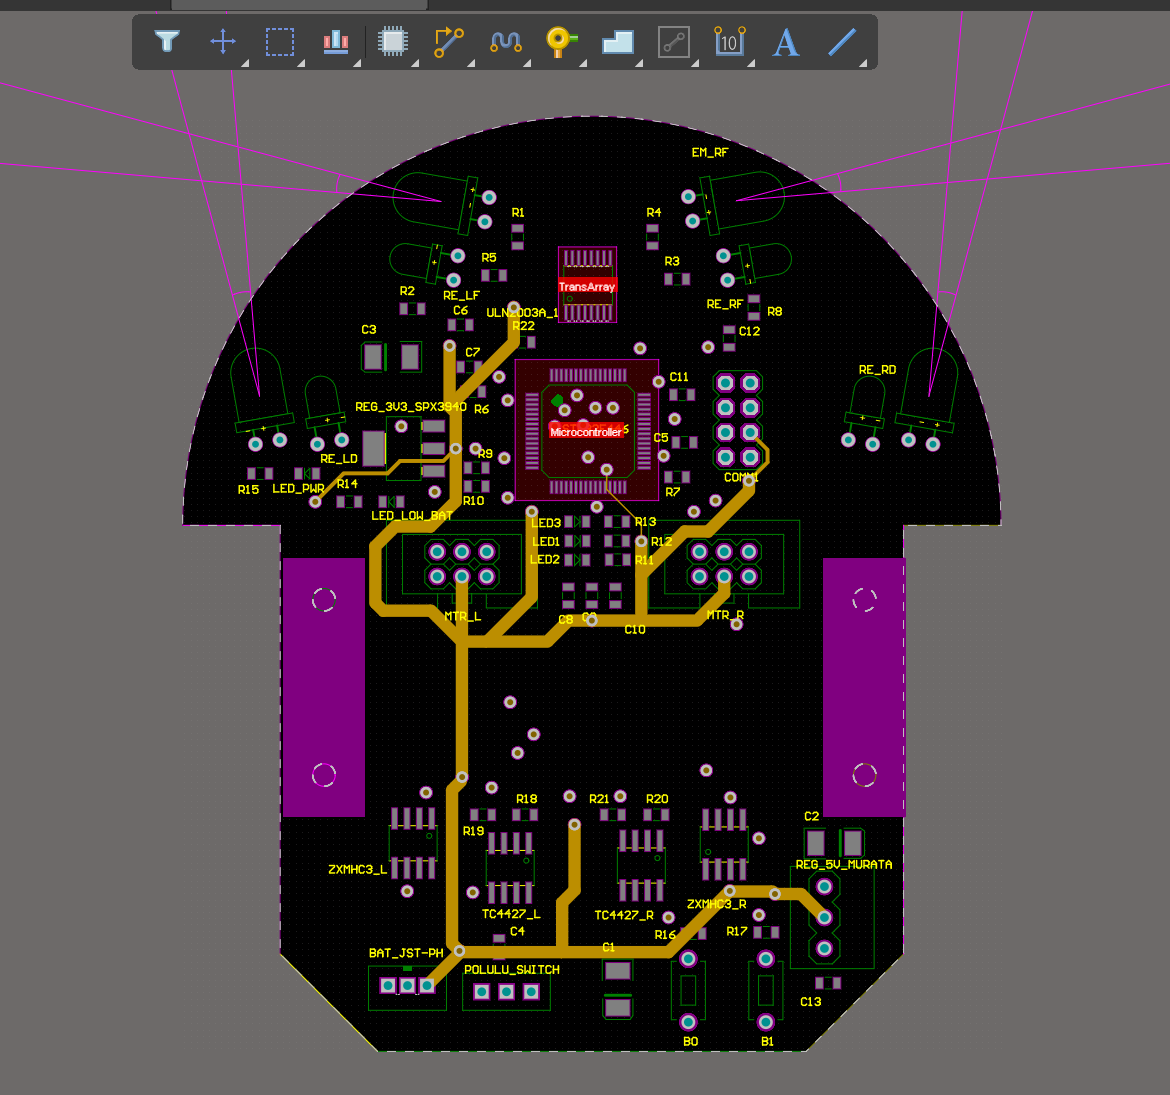 10
A
EM_RF
R1
R4
R5
R3
TransArray
RE_LF
RE_RF
R2
C6
ULN2003A_1
R8
R22
C3
C12
C7
RE_RD
C11
REG_3V3_SPX3940
R6
Microcontroller
C5
RE_LD
R9
R15
LED_PWR
R14
R10
R7
COMM1
LED_LOW_BAT
LED3
R13
LED1
R12
LED2
R11
MTR_L
C8
C10
MTR_R
R18
R21
R20
R19
C2
ZXMHC3_L
REG_5V_MURATA
TC4427_L
TC4427_R
ZXMHC3_R
C4
R16
R17
BAT_JST-PH
C1
POLULU_SWITCH
C13
B0
B1